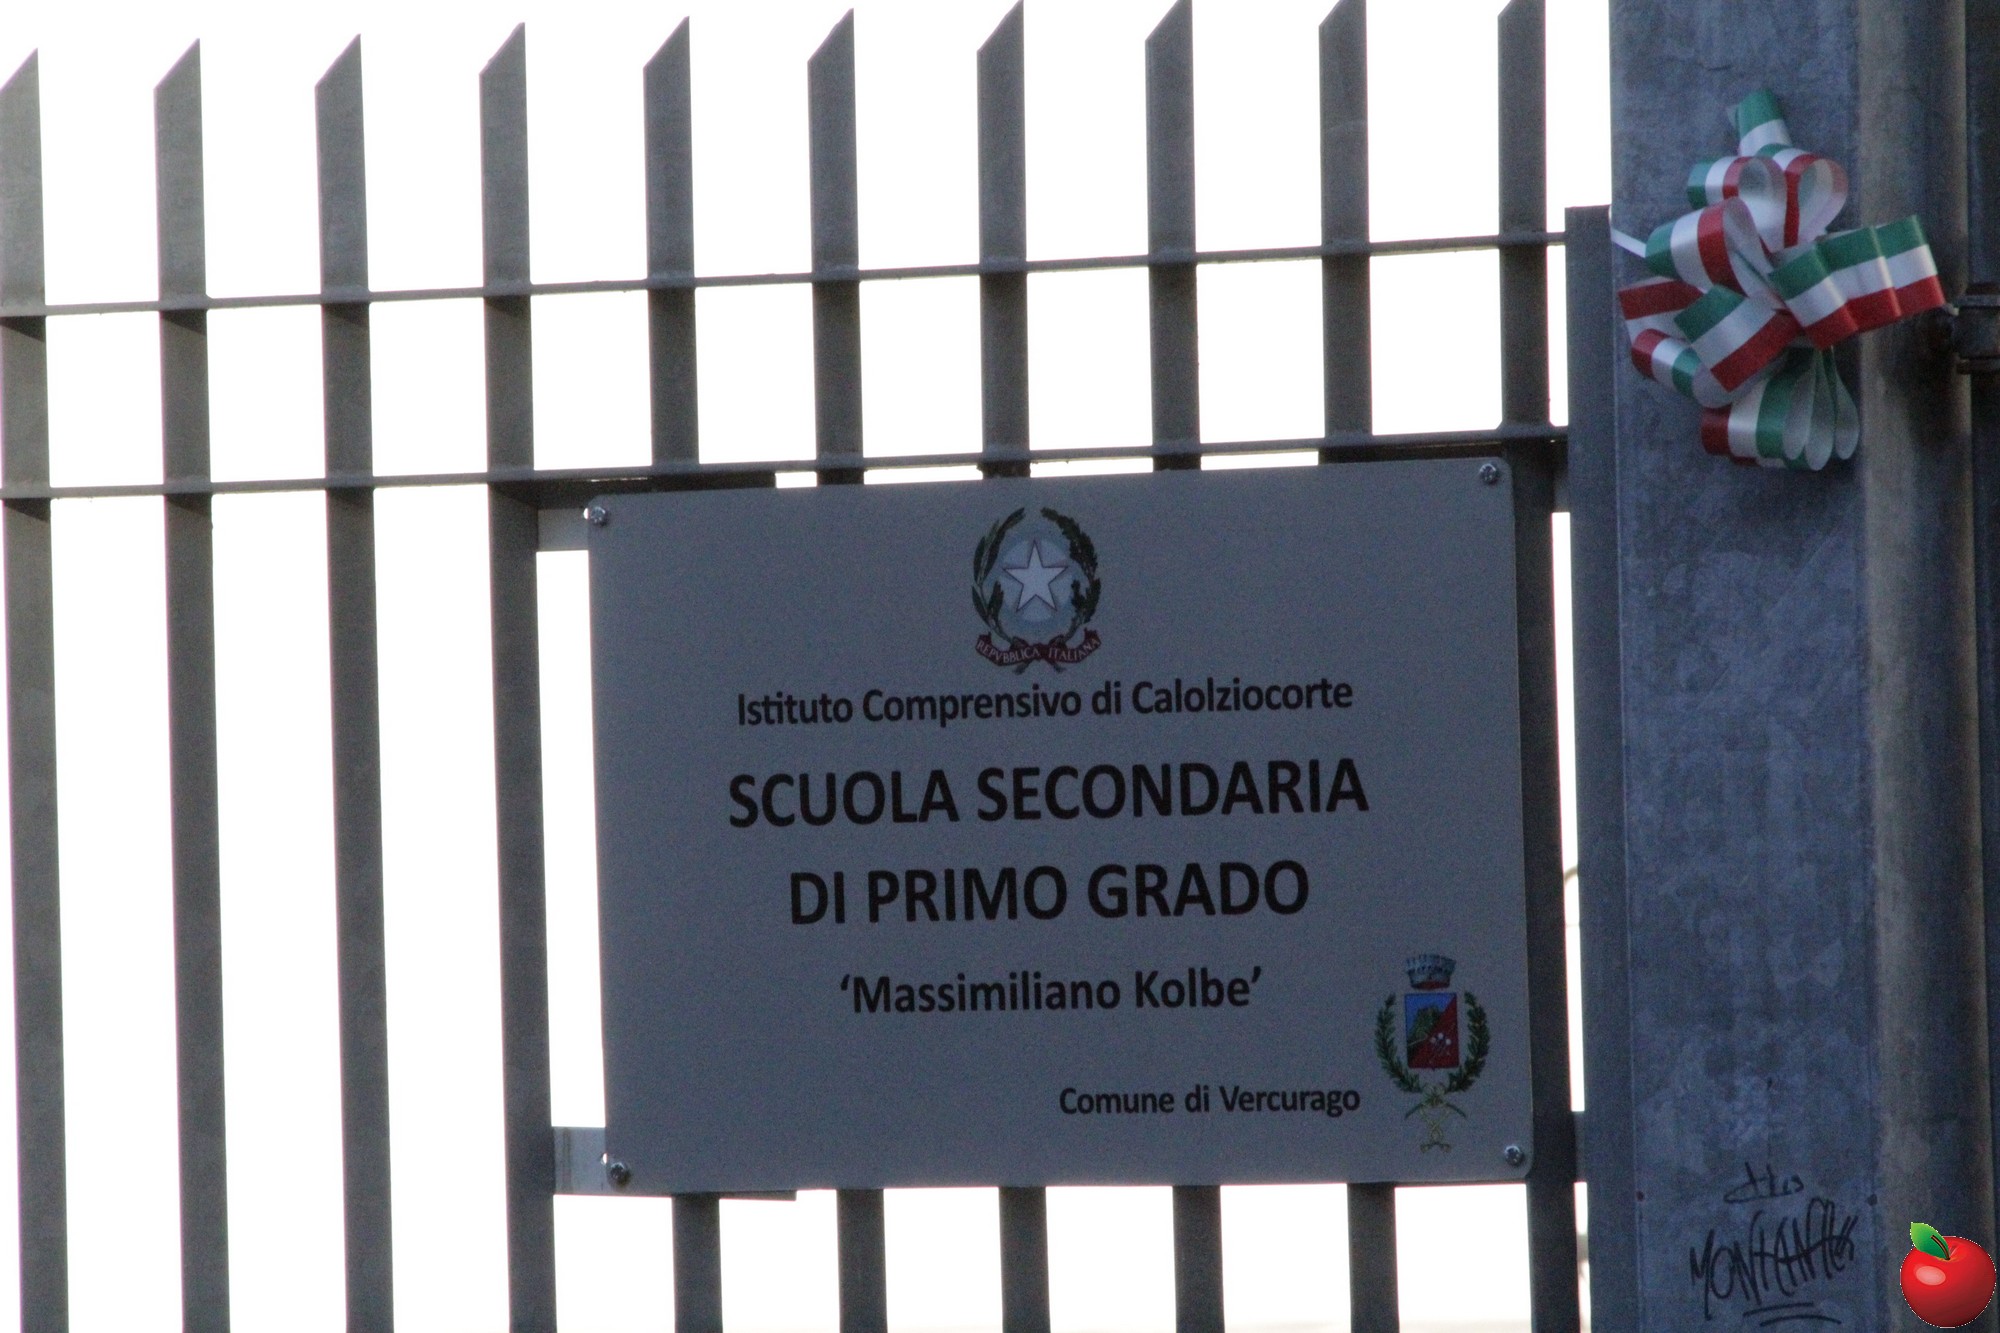 REPVBBLICA ITALIANA
Istituto Comprensivo di Calolziocorte
SCUOLA SECONDARIA
DI PRIMO GRADO
‘Massimiliano Kolbe’
Comune di Vercurago